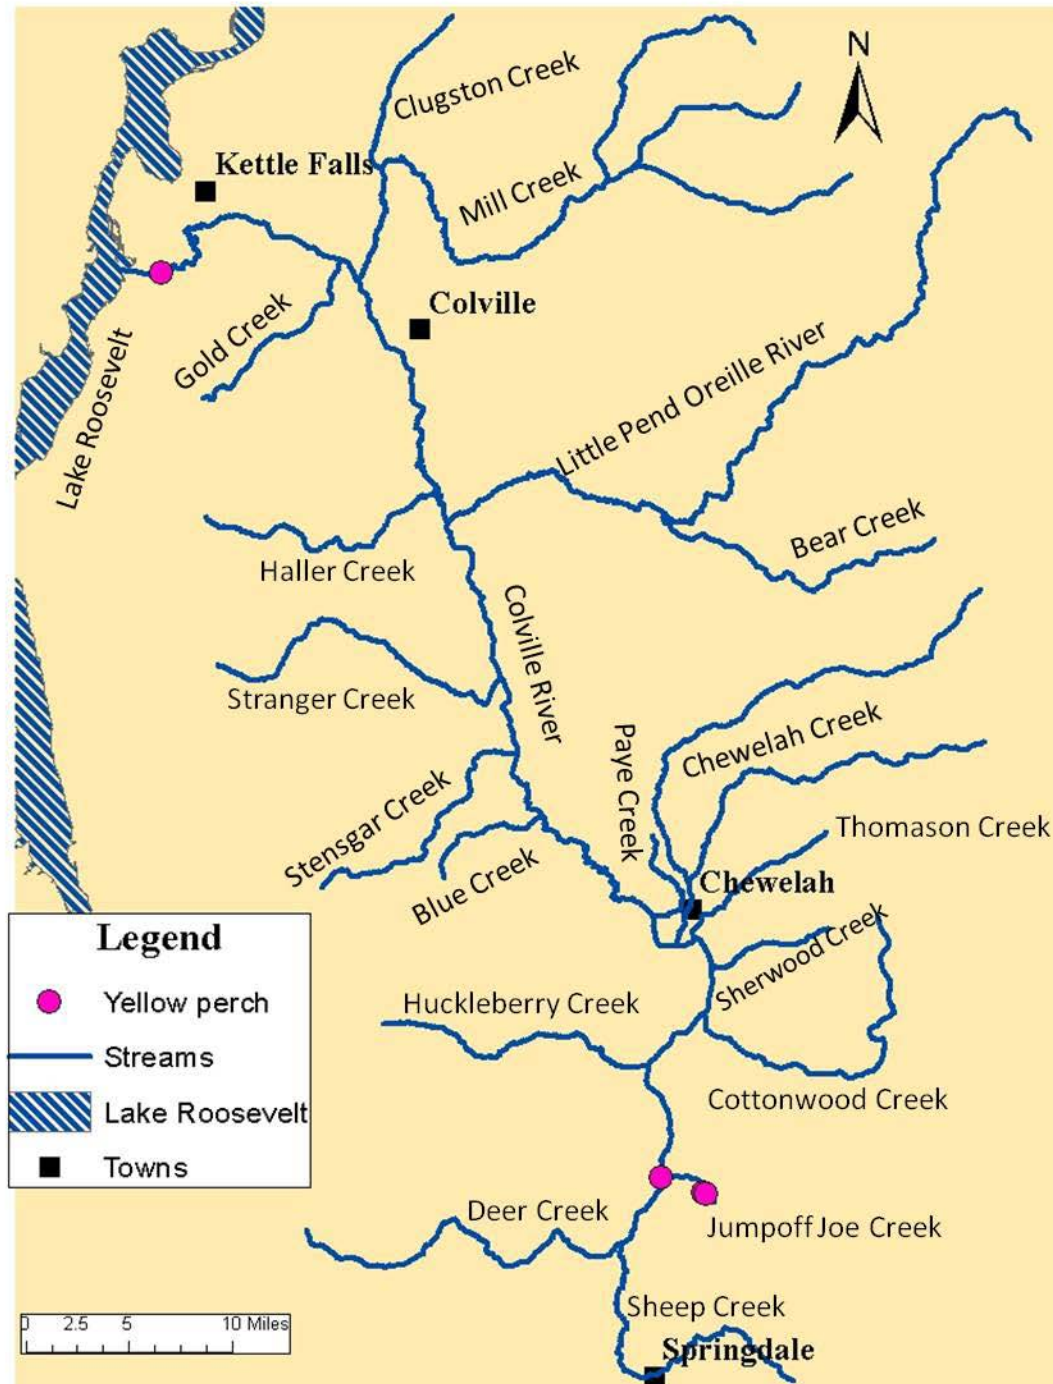 Clugston Creek
N
Kettle Falls
Mill Creek
Colville
Gold Creek
Lake Roosevelt
Little Pend Oreille River
Bear Creek
Haller Creek
Colville River
Stranger Creek
Paye Creek
Chewelah Creek
Stensgar Creek
Thomason Creek
Blue Creek
Chewelah
Sherwood Creek
Legend
Yellow perch
Streams
Lake Roosevelt
Towns
Huckleberry Creek
Cottonwood Creek
Deer Creek
Jumpoff Joe Creek
Sheep Creek
Springdale
0 2.5 5 10 Miles